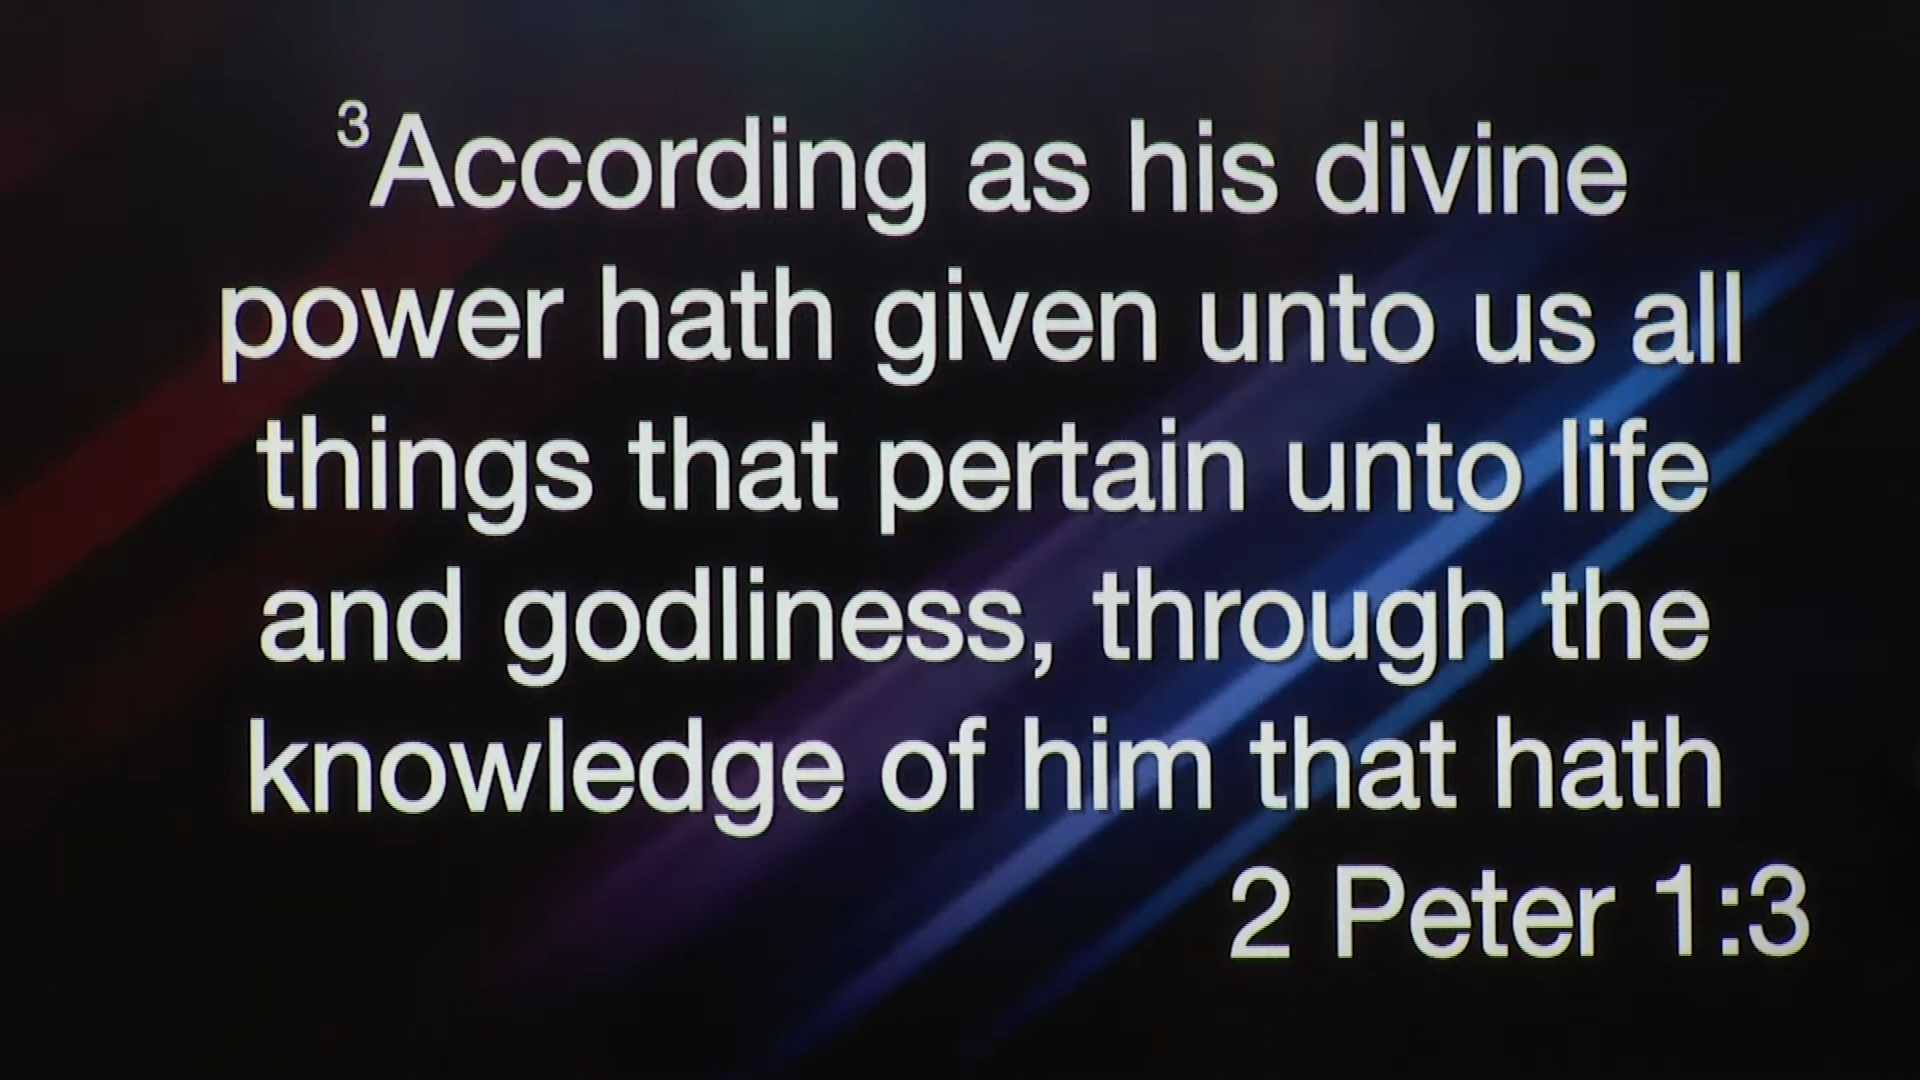 ³According as his divine
power hath given unto us all
things that pertain unto life
and godliness, through the
knowledge of him that hath
2 Peter 1:3